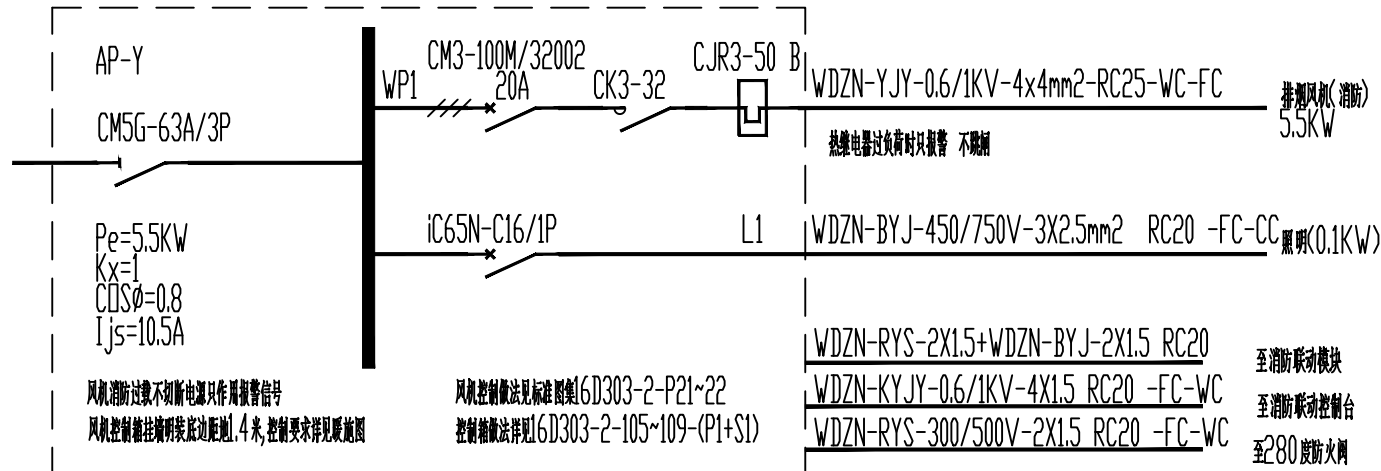 AP-Y
CM5G-63A/3P
Pe=5.5KW
Kx=1
COSØ=0.8
Ijs=10.5A
风机消防过载不切断电源只作用报警信号
风机控制箱挂墙明装底边距地1.4米,控制要求详见暖施图
WP1
CM3-100M/32002
20A
CK3-32
CJR3-50 B
WDZN-YJY-0.6/1KV-4x4mm2-RC25-WC-FC
排烟风机(消防)
5.5KW
热继电器过负荷时只报警 不跳闸
iC65N-C16/1P
L1
WDZN-BYJ-450/750V-3X2.5mm2 RC20 -FC-CC
照明(0.1KW)
风机控制做法见标准图集16D303-2-P21~22
控制箱做法详见16D303-2-105~109-(P1+S1)
WDZN-RYS-2X1.5+WDZN-BYJ-2X1.5 RC20
至消防联动模块
WDZN-KYJY-0.6/1KV-4X1.5 RC20 -FC-WC
至消防联动控制台
WDZN-RYS-300/500V-2X1.5 RC20 -FC-WC
至280度防火阀